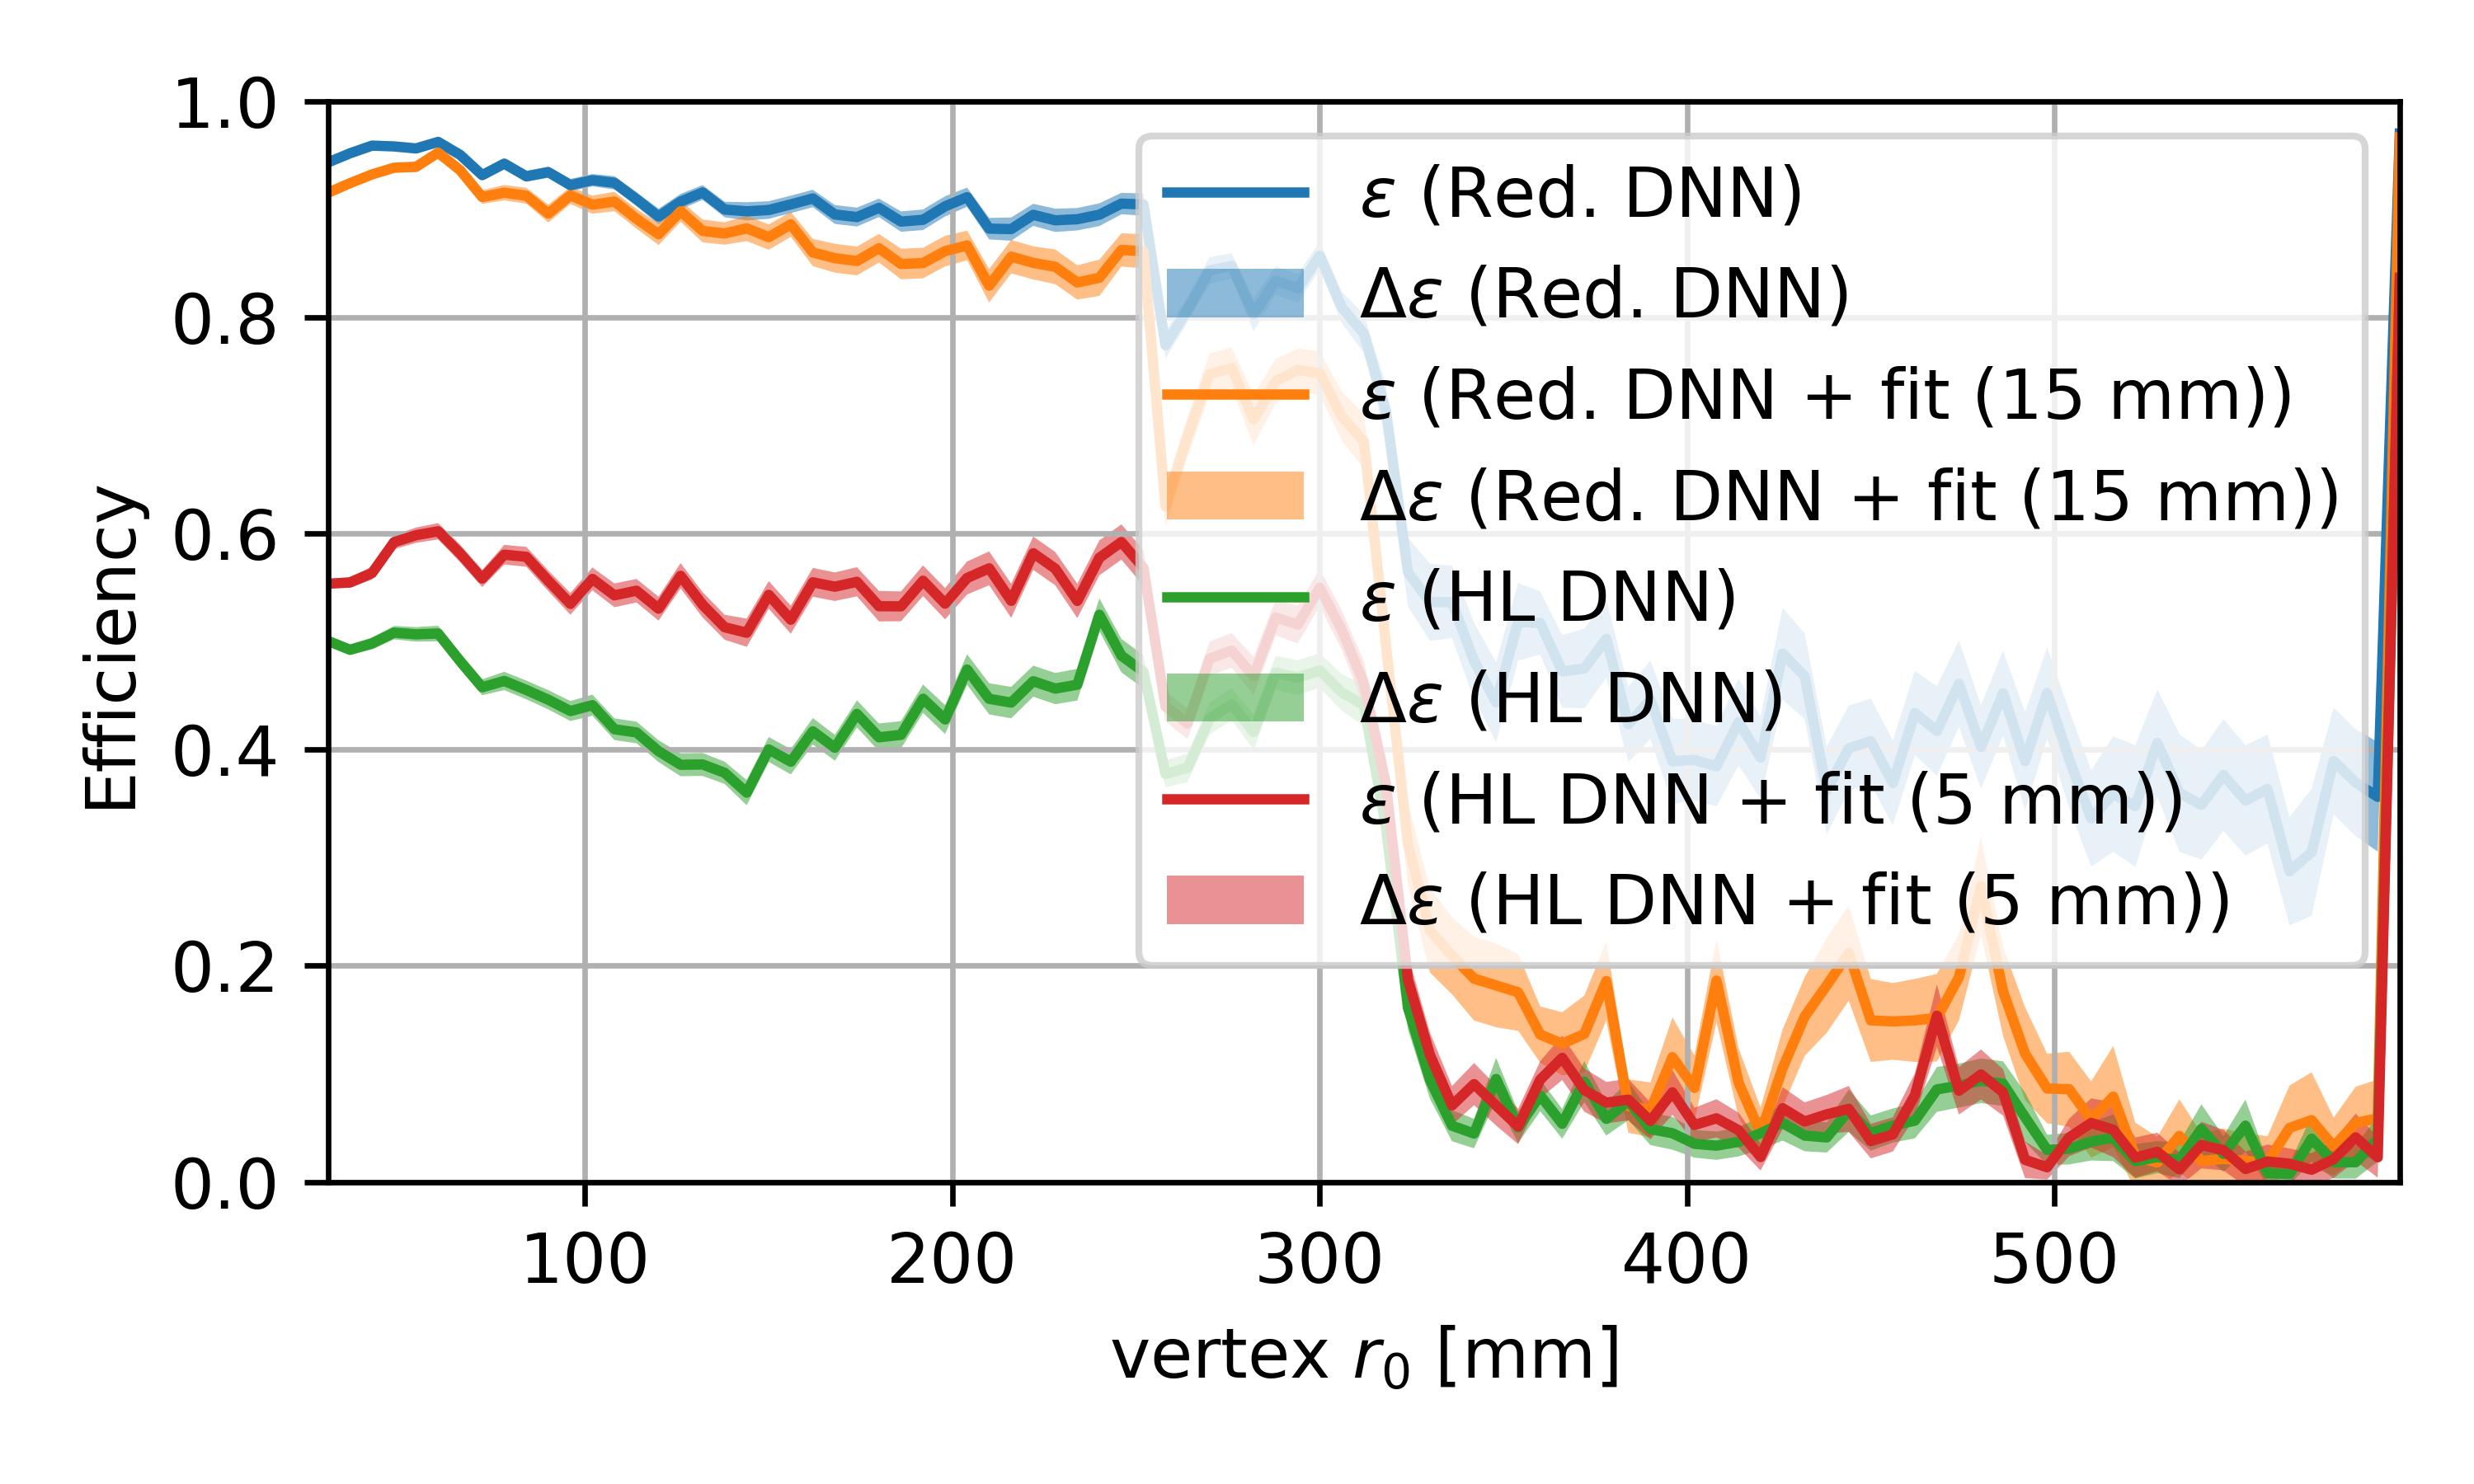 1.0
0.8
0.6
0.4
0.2
0.0
Efficiency
ε (Red. DNN)
Δε (Red. DNN)
ε (Red. DNN + fit (15 mm))
Δε (Red. DNN + fit (15 mm))
ε (HL DNN)
Δε (HL DNN)
ε (HL DNN + fit (5 mm))
Δε (HL DNN + fit (5 mm))
100 200 300 400 500
vertex r₀ [mm]